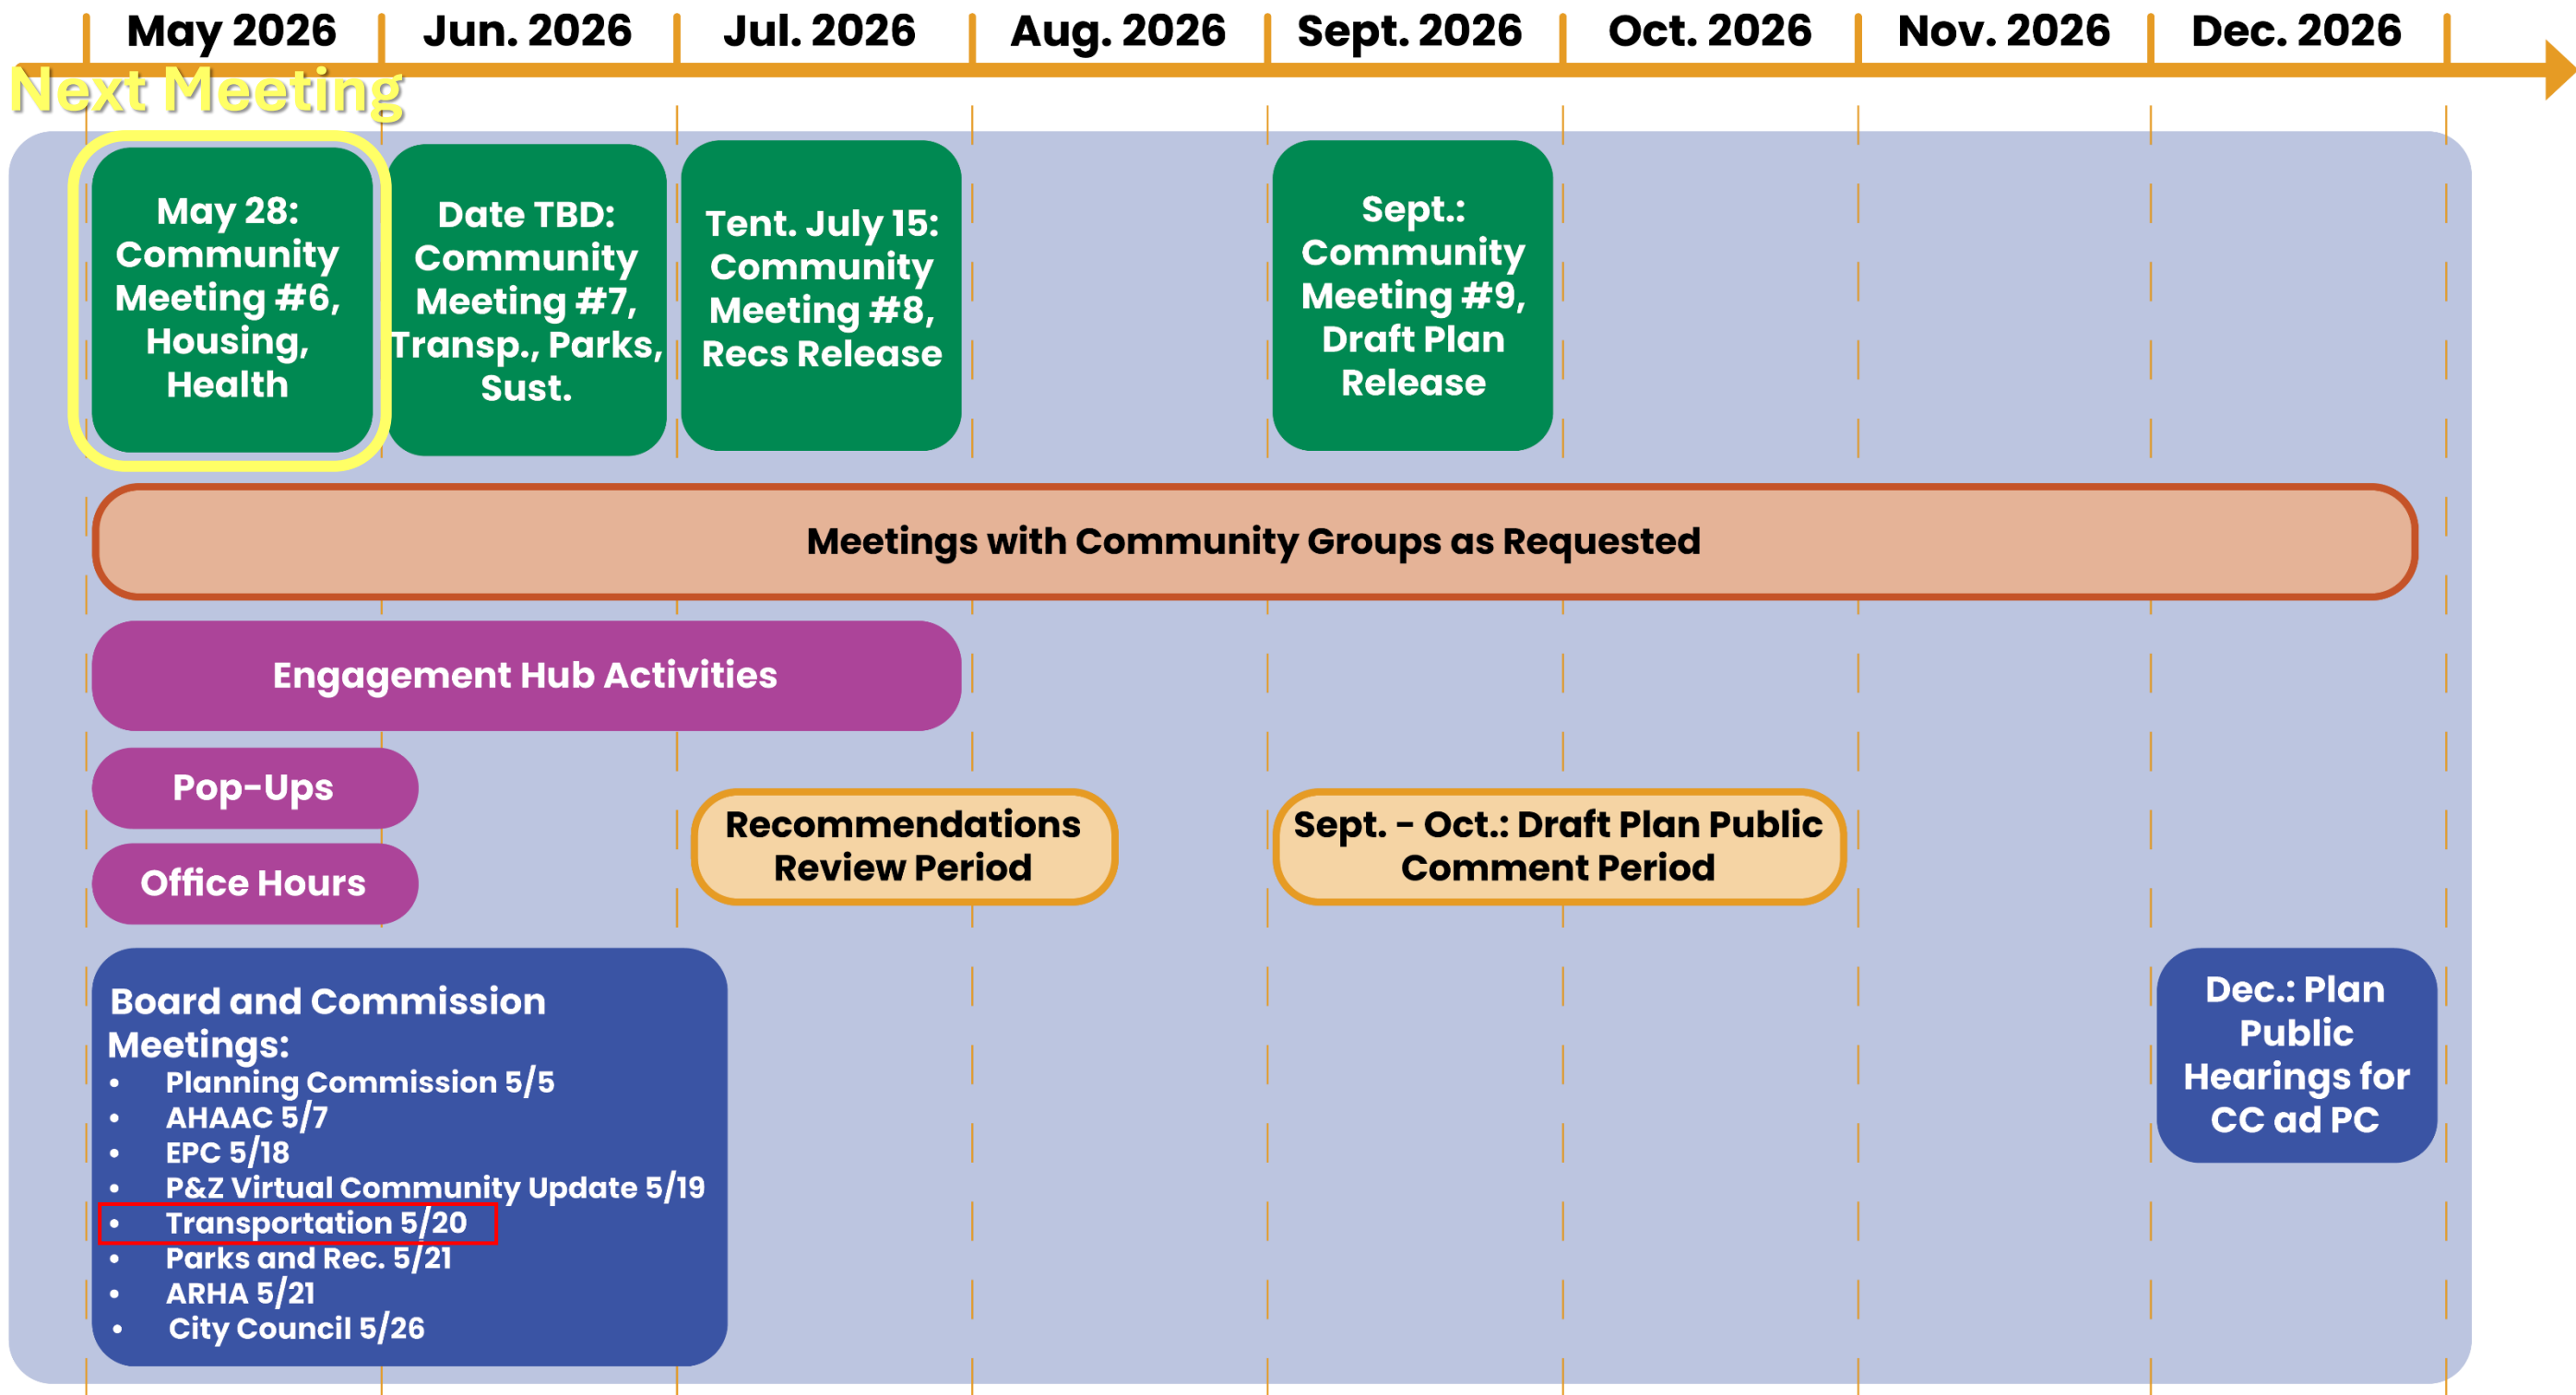 May 2026
Jun. 2026
Jul. 2026
Aug. 2026
Sept. 2026
Oct. 2026
Nov. 2026
Dec. 2026
Next Meeting
May 28:
Community
Meeting #6,
Housing,
Health
Date TBD:
Community
Meeting #7,
Transp., Parks,
Sust.
Tent. July 15:
Community
Meeting #8,
Recs Release
Sept.:
Community
Meeting #9,
Draft Plan
Release
Meetings with Community Groups as Requested
Engagement Hub Activities
Pop-Ups
Office Hours
Recommendations
Review Period
Sept. - Oct.: Draft Plan Public
Comment Period
Board and Commission
Meetings:
• Planning Commission 5/5
• AHAAC 5/7
• EPC 5/18
• P&Z Virtual Community Update 5/19
• Transportation 5/20
• Parks and Rec. 5/21
• ARHA 5/21
• City Council 5/26
Dec.: Plan
Public
Hearings for
CC ad PC